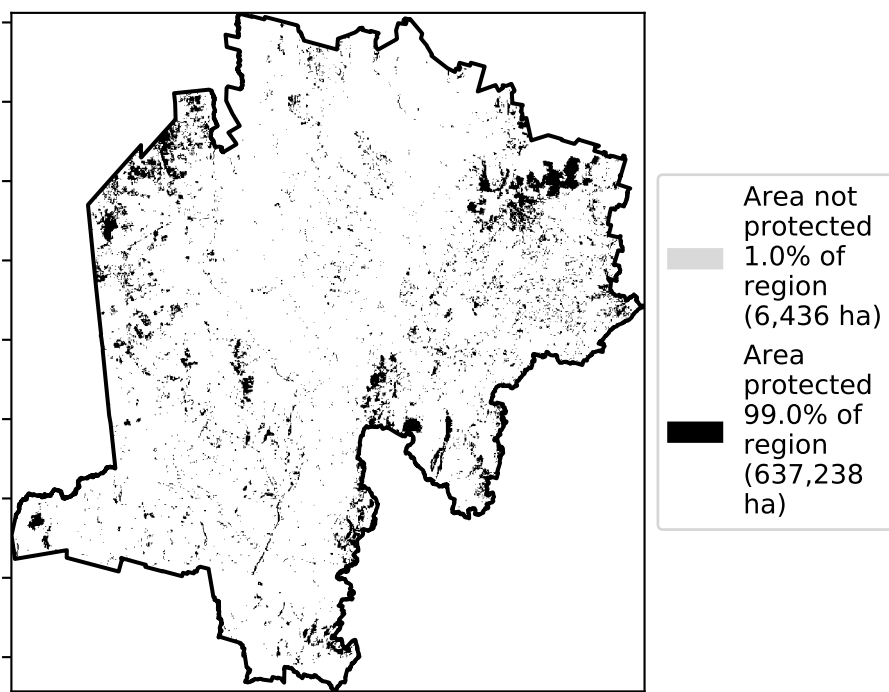 Area not
protected
1.0% of
region
(6,436 ha)
Area
protected
99.0% of
region
(637,238
ha)